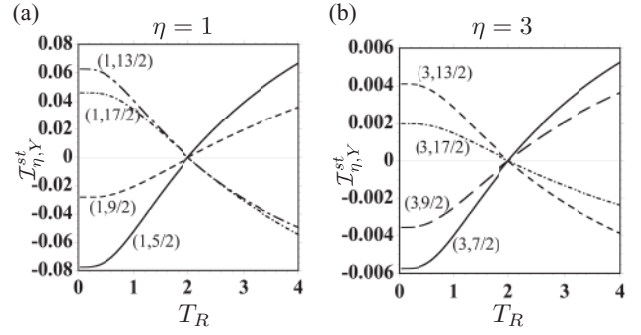 (a)
η = 1
0.08
0.06
0.04
0.02
0
-0.02
-0.04
-0.06
-0.08
(1,13/2)
(1,17/2)
(1,9/2)
(1,5/2)
0 1 2 3 4
T_R
ℐ^{st}_{η,Y}
(b)
η = 3
0.006
0.004
0.002
0
-0.002
-0.004
-0.006
(3,13/2)
(3,17/2)
(3,9/2)
(3,7/2)
0 1 2 3 4
T_R
ℐ^{st}_{η,Y}